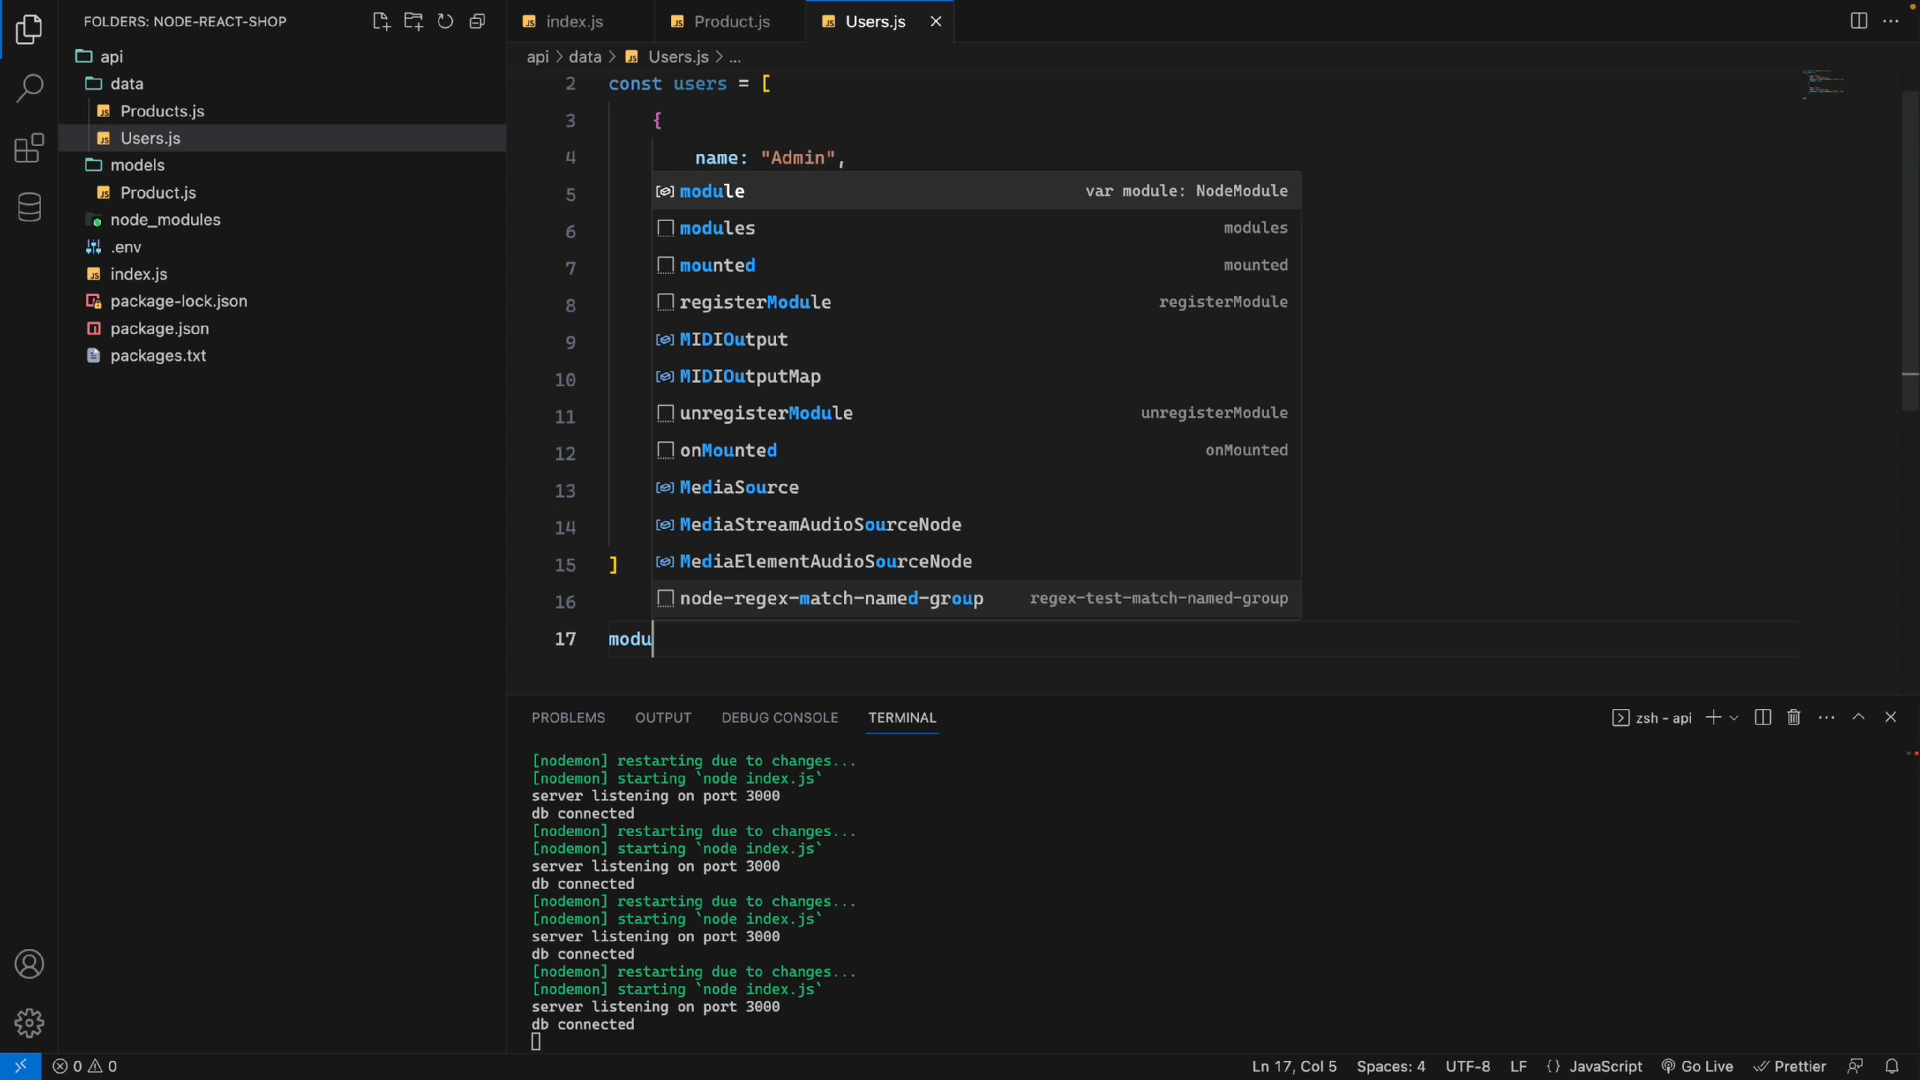 FOLDERS: NODE-REACT-SHOP
api
data
Products.js
Users.js
models
Product.js
node_modules
.env
index.js
package-lock.json
package.json
packages.txt
index.js
Product.js
Users.js
api > data > Users.js > ...
2 const users = [
3 {
4 name: "Admin",
5
6
7
8
9
10
11
12
13
14
15 ]
16
17 modu
module var module: NodeModule
modules modules
mounted mounted
registerModule registerModule
MIDIOutput
MIDIOutputMap
unregisterModule unregisterModule
onMounted onMounted
MediaSource
MediaStreamAudioSourceNode
MediaElementAudioSourceNode
node-regex-match-named-group regex-test-match-named-group
PROBLEMS OUTPUT DEBUG CONSOLE TERMINAL
zsh - api
[nodemon] restarting due to changes...
[nodemon] starting `node index.js`
server listening on port 3000
db connected
[nodemon] restarting due to changes...
[nodemon] starting `node index.js`
server listening on port 3000
db connected
[nodemon] restarting due to changes...
[nodemon] starting `node index.js`
server listening on port 3000
db connected
[nodemon] restarting due to changes...
[nodemon] starting `node index.js`
server listening on port 3000
db connected
0 0
Ln 17, Col 5 Spaces: 4 UTF-8 LF {} JavaScript Go Live Prettier